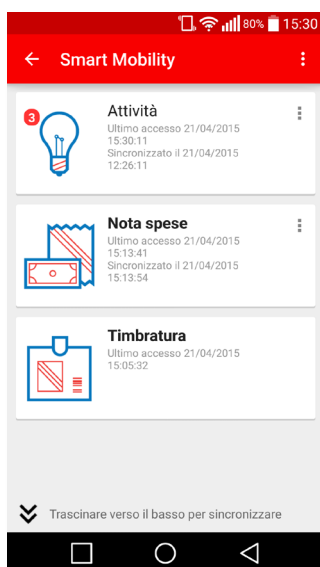 80% 15:30
Smart Mobility
3
Attività
Ultimo accesso 21/04/2015
15:30:11
Sincronizzato il 21/04/2015
12:26:11
Nota spese
Ultimo accesso 21/04/2015
15:13:41
Sincronizzato il 21/04/2015
15:13:54
Timbratura
Ultimo accesso 21/04/2015
15:05:32
Trascinare verso il basso per sincronizzare